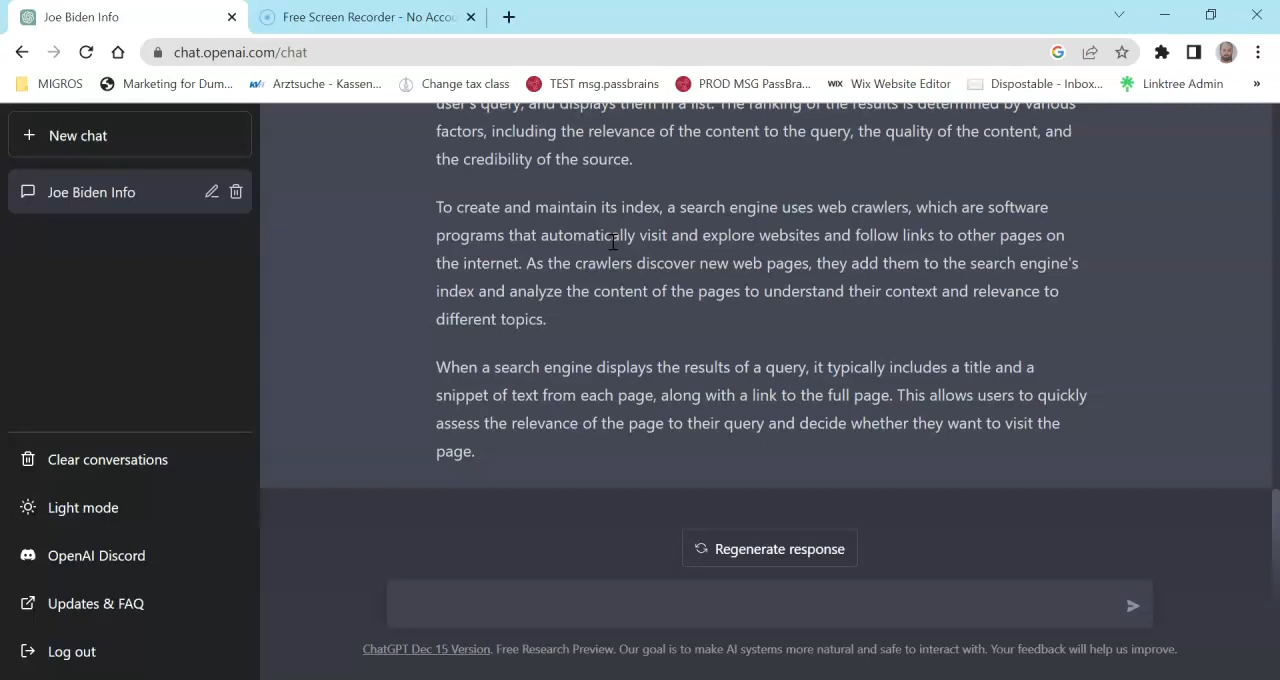 Joe Biden Info
Free Screen Recorder - No Accou
chat.openai.com/chat
MIGROS
Marketing for Dum...
Arztsuche - Kassen...
Change tax class
TEST msg.passbrains
PROD MSG PassBra...
WIX Wix Website Editor
Dispostable - Inbox...
Linktree Admin
»
New chat
Joe Biden Info
Clear conversations
Light mode
OpenAI Discord
Updates & FAQ
Log out
user's query, and displays them in a list. The ranking of the results is determined by various
factors, including the relevance of the content to the query, the quality of the content, and
the credibility of the source.
To create and maintain its index, a search engine uses web crawlers, which are software
programs that automatically visit and explore websites and follow links to other pages on
the internet. As the crawlers discover new web pages, they add them to the search engine's
index and analyze the content of the pages to understand their context and relevance to
different topics.
When a search engine displays the results of a query, it typically includes a title and a
snippet of text from each page, along with a link to the full page. This allows users to quickly
assess the relevance of the page to their query and decide whether they want to visit the
page.
Regenerate response
ChatGPT Dec 15 Version. Free Research Preview. Our goal is to make AI systems more natural and safe to interact with. Your feedback will help us improve.